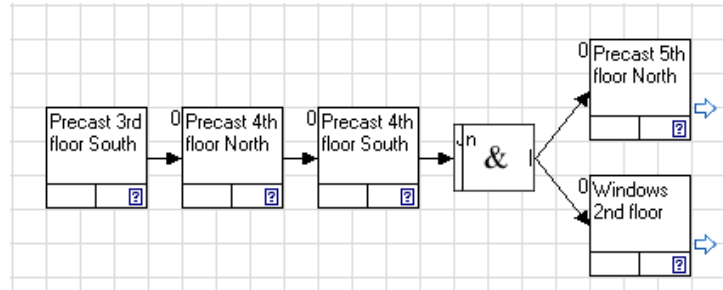 Precast 3rd
floor South
?
0
Precast 4th
floor North
?
0
Precast 4th
floor South
?
&
0
Precast 5th
floor North
?
0
Windows
2nd floor
?